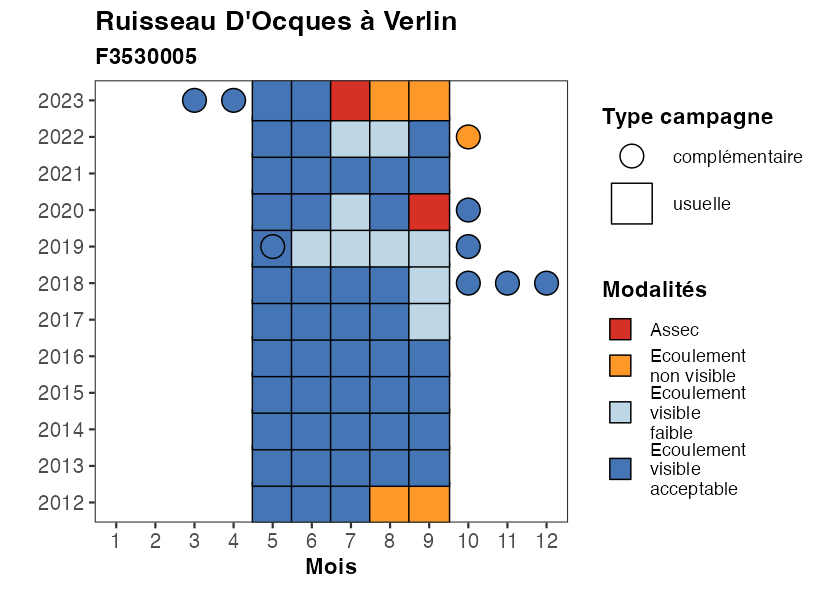 Ruisseau D'Ocques à Verlin
F3530005
2023
2022
2021
2020
2019
2018
2017
2016
2015
2014
2013
2012
1 2 3 4 5 6 7 8 9 10 11 12
Mois
Type campagne
complémentaire
usuelle
Modalités
Assec
Ecoulement
non visible
Ecoulement
visible
faible
Ecoulement
visible
acceptable